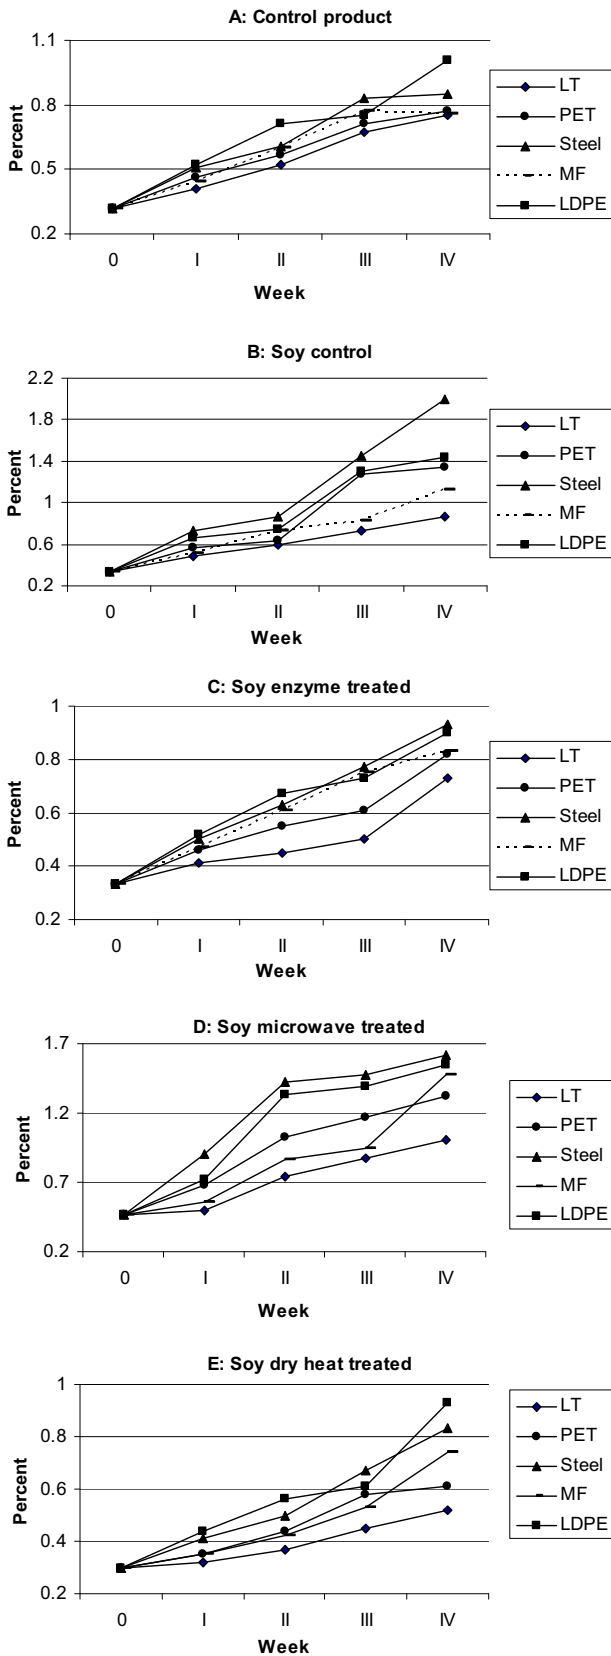 A: Control product
1.1
0.8
0.5
0.2
Percent
0 I II III IV
Week
LT
PET
Steel
MF
LDPE
B: Soy control
2.2
1.8
1.4
1
0.6
0.2
Percent
0 I II III IV
Week
LT
PET
Steel
MF
LDPE
C: Soy enzyme treated
1
0.8
0.6
0.4
0.2
Percent
0 I II III IV
Week
LT
PET
Steel
MF
LDPE
D: Soy microwave treated
1.7
1.2
0.7
0.2
Percent
0 I II III IV
Week
LT
PET
Steel
MF
LDPE
E: Soy dry heat treated
1
0.8
0.6
0.4
0.2
Percent
0 I II III IV
Week
LT
PET
Steel
MF
LDPE